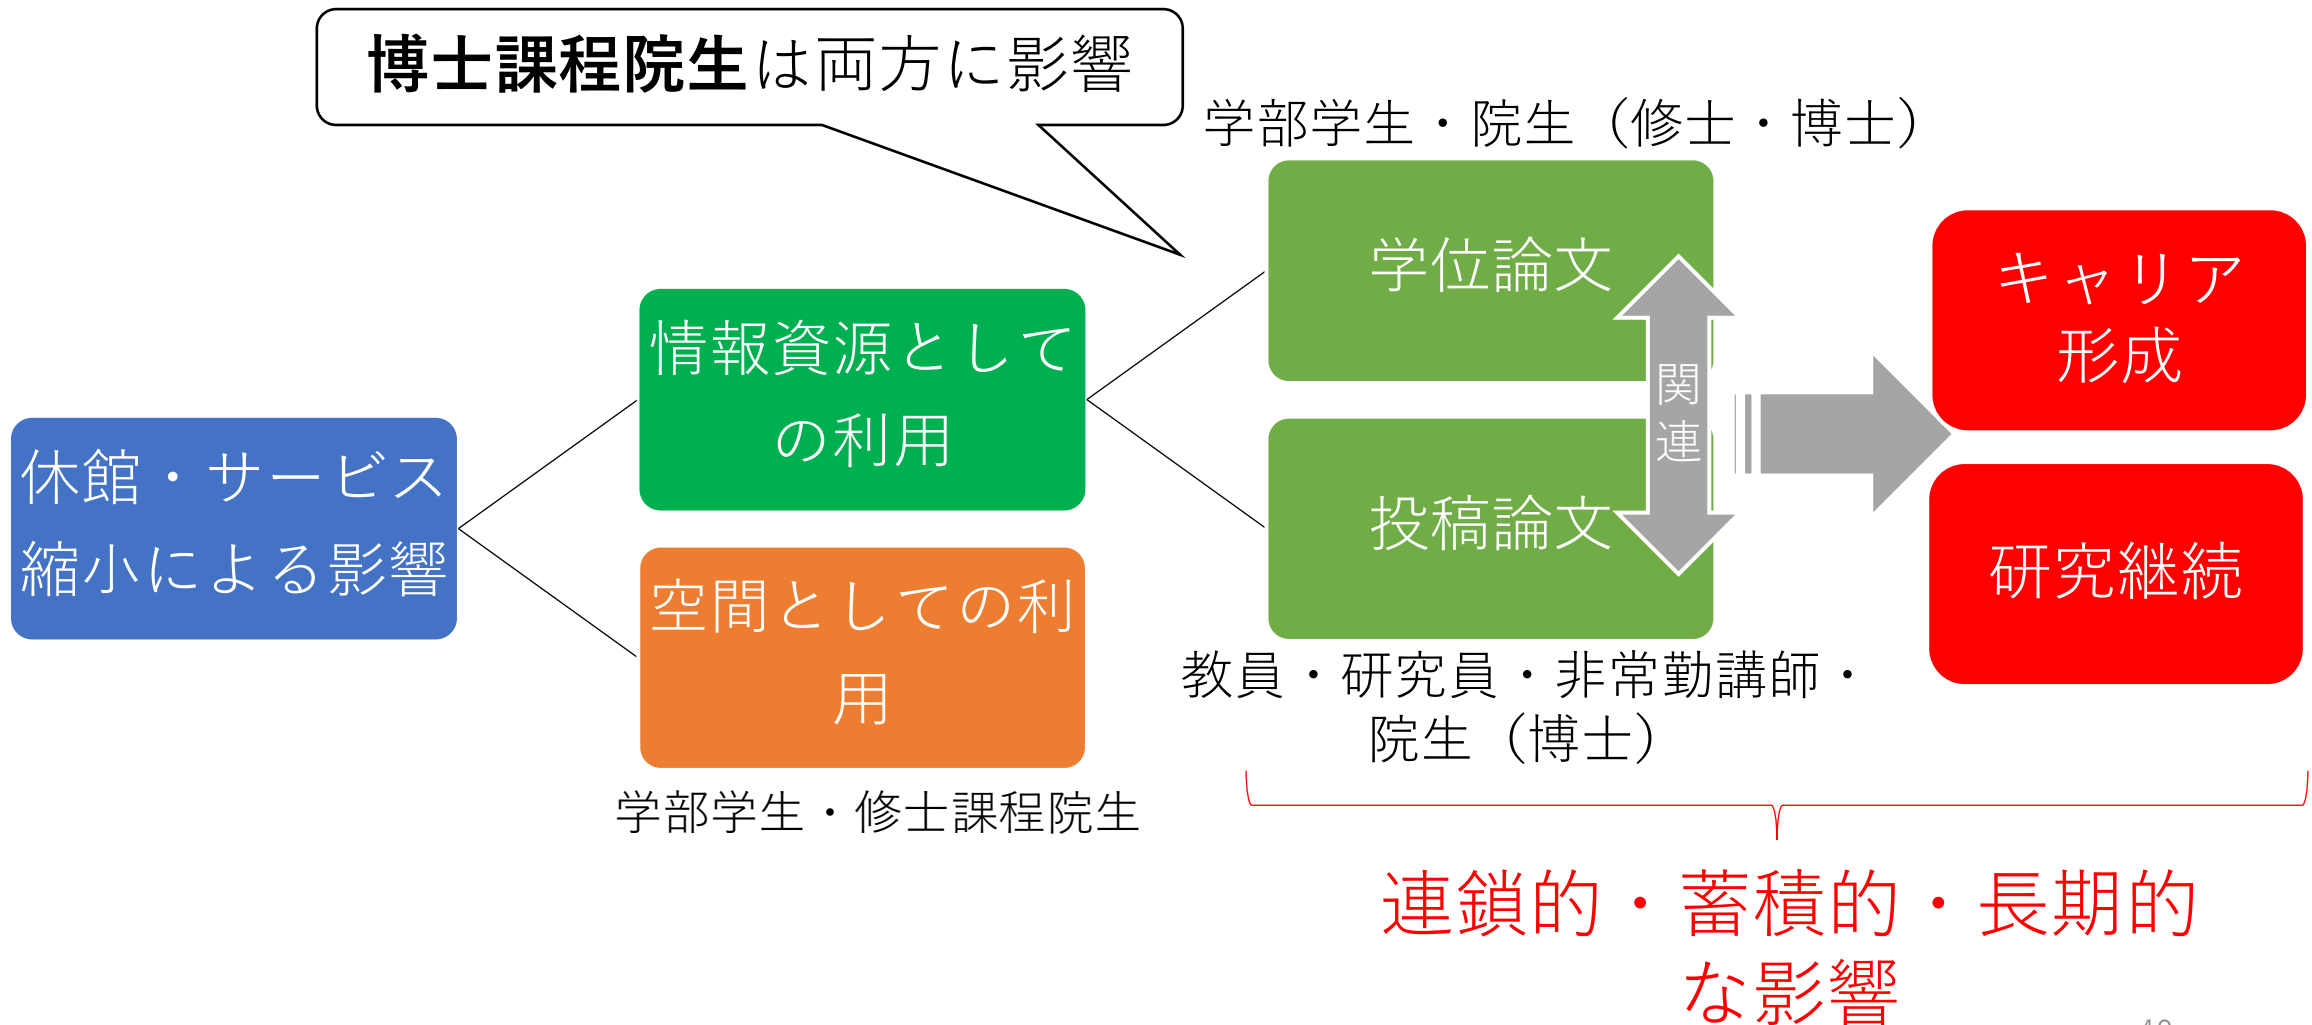 博士課程院生は両方に影響
学部学生・院生（修士・博士）
学位論文
キャリア
形成
情報資源として
の利用
関
連
休館・サービス
縮小による影響
投稿論文
研究継続
空間としての利
用
教員・研究員・非常勤講師・
院生（博士）
学部学生・修士課程院生
連鎖的・蓄積的・長期的
な影響